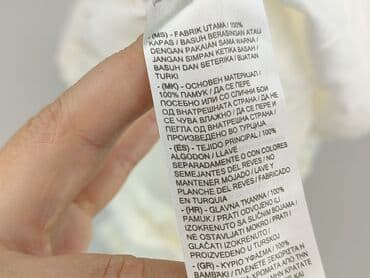 -(MS) - FABRIK UTAMA / 100%
KAPAS / BASUH BERASINGAN ATAU
DENGAN PAKAIAN SAMA WARNA /
JANGAN SIMPAN KETIKA BASAH /
BASUH DAN SETERIKA / BUATAN
TURKI
- (MK) - ОСНОВЕН МАТЕРИЈАЛ /
100% ПАМУК / ДА СЕ ПЕРЕ
ПОСЕБНО ИЛИ СО СЛИЧНИ БОИ
ОД ВНАТРЕШНАТА СТРАНА / ДА НЕ
СЕ ЧУВА ВЛАЖНО / ДА СЕ ПЕРЕ И
ПЕГЛА ОД ВНАТРЕШНА СТРАНА /
ПРОИЗВЕДЕНО ВО ТУРЦИЈА
- (ES) - TEJIDO PRINCIPAL / 100%
ALGODON / LLAVE
SEPARADAMENTE O CON COLORES
SEMEJANTES DEL REVES / NO
MANTENER MOJADO / LAVE Y
PLANCHE DEL REVES / FABRICADO
EN TURQUIA
- (HR) - GLAVNA TKANINA / 100%
PAMUK / PRATI ODVOJENO ILI
IZOKRENUTO SA SLIČNIM BOJAMA /
NE OSTAVLJATI MOKRO / PRATI I
GLAČATI IZOKRENUTO /
PROIZVEDENO U TURSKOJ
- (GR) - ΚΥΡΙΟ ΥΦΑΣΜΑ / 100%
ΒΑΜΒΑΚΙ / ΠΛΕΝΕΤΕ ΞΕΧΩΡΙΣΤΑ Η